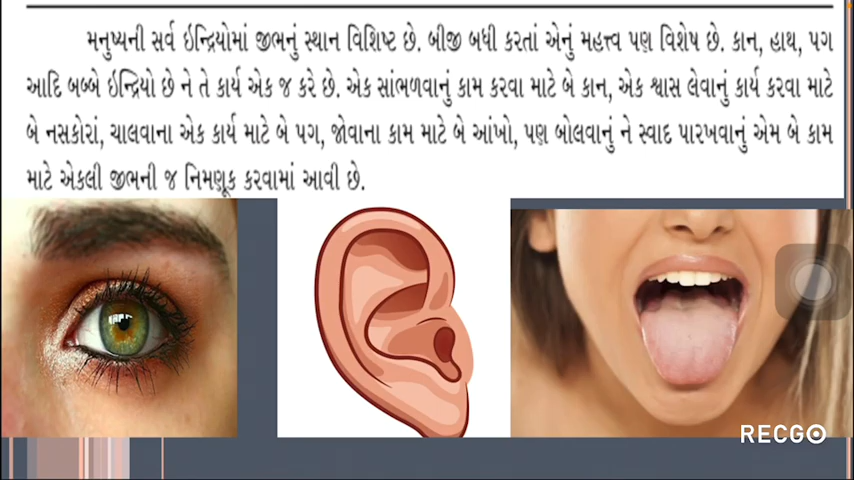 મનુષ્યની સર્વ ઇન્દ્રિયોમાં જીભનું સ્થાન વિશિષ્ટ છે. બીજી બધી કરતાં એનું મહત્ત્વ પણ વિશેષ છે. કાન, હાથ, પગ
આદિ બબ્બે ઇન્દ્રિયો છે ને તે કાર્ય એક જ કરે છે. એક સાંભળવાનું કામ કરવા માટે બે કાન, એક શ્વાસ લેવાનું કાર્ય કરવા માટે
બે નસકોરાં, ચાલવાના એક કાર્ય માટે બે પગ, જોવાના કામ માટે બે આંખો, પણ બોલવાનું ને સ્વાદ પારખવાનું એમ બે કામ
માટે એકલી જીભની જ નિમણૂક કરવામાં આવી છે.
RECGO